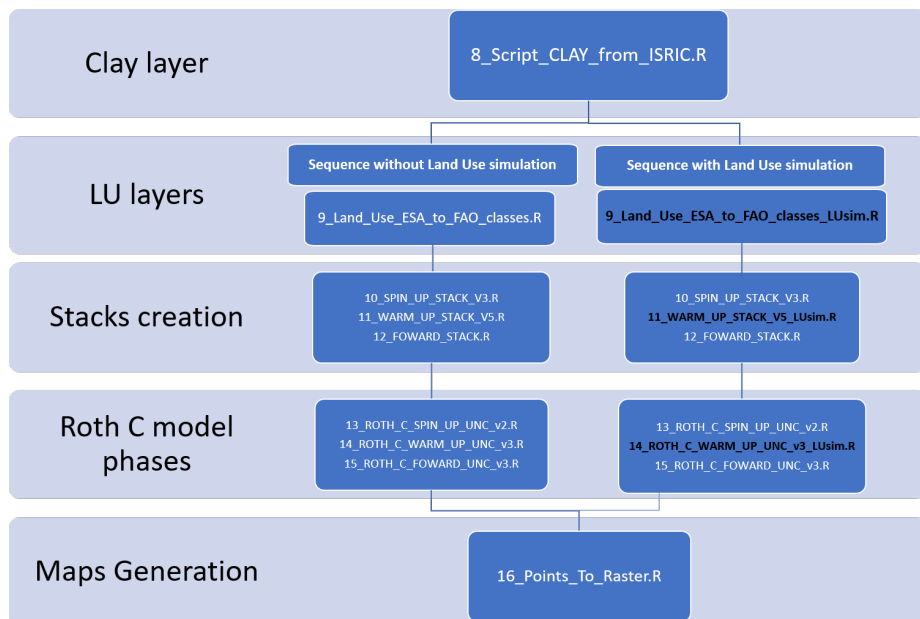 Clay layer
8_Script_CLAY_from_ISRIC.R
LU layers
Sequence without Land Use simulation
Sequence with Land Use simulation
9_Land_Use_ESA_to_FAO_classes.R
9_Land_Use_ESA_to_FAO_classes_LUsim.R
Stacks creation
10_SPIN_UP_STACK_V3.R
11_WARM_UP_STACK_V5.R
12_FOWARD_STACK.R
10_SPIN_UP_STACK_V3.R
11_WARM_UP_STACK_V5_LUsim.R
12_FOWARD_STACK.R
Roth C model
phases
13_ROTH_C_SPIN_UP_UNC_v2.R
14_ROTH_C_WARM_UP_UNC_v3.R
15_ROTH_C_FOWARD_UNC_v3.R
13_ROTH_C_SPIN_UP_UNC_v2.R
14_ROTH_C_WARM_UP_UNC_v3_LUsim.R
15_ROTH_C_FOWARD_UNC_v3.R
Maps Generation
16_Points_To_Raster.R